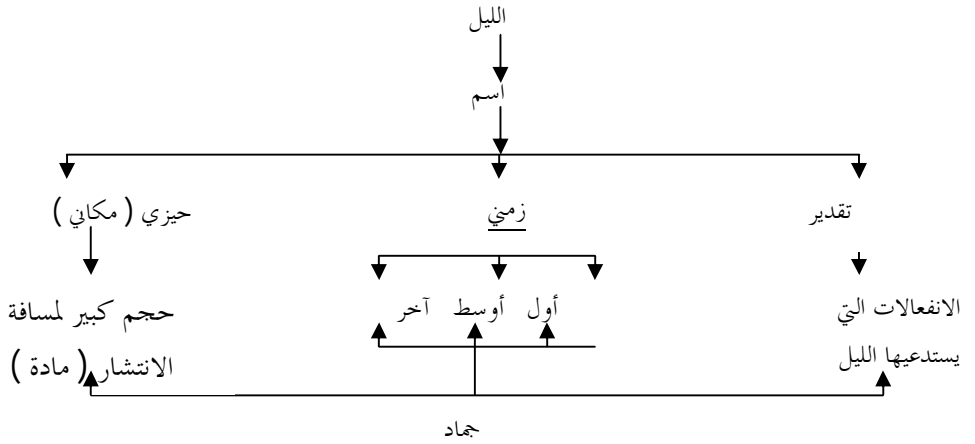 الليل
اسم
تقدير
زمني
حيزي ( مكاني )
الانفعالات التي
يستدعيها الليل
أول أوسط آخر
حجم كبير لمسافة
الانتشار ( مادة )
جماد